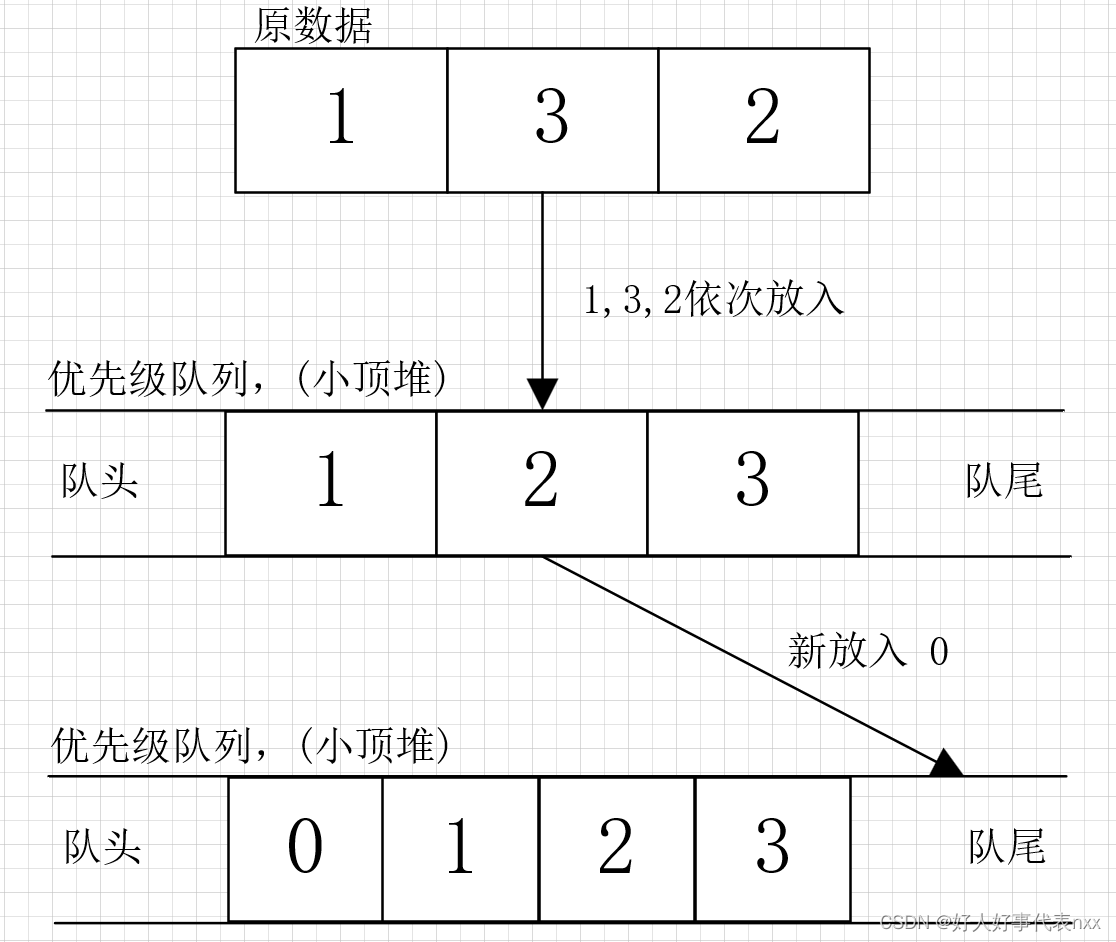 原数据
1 3 2
1,3,2依次放入
优先级队列，(小顶堆)
队头 1 2 3 队尾
新放入 0
优先级队列，(小顶堆)
队头 0 1 2 3 队尾
CSDN @好人好事代表nxx